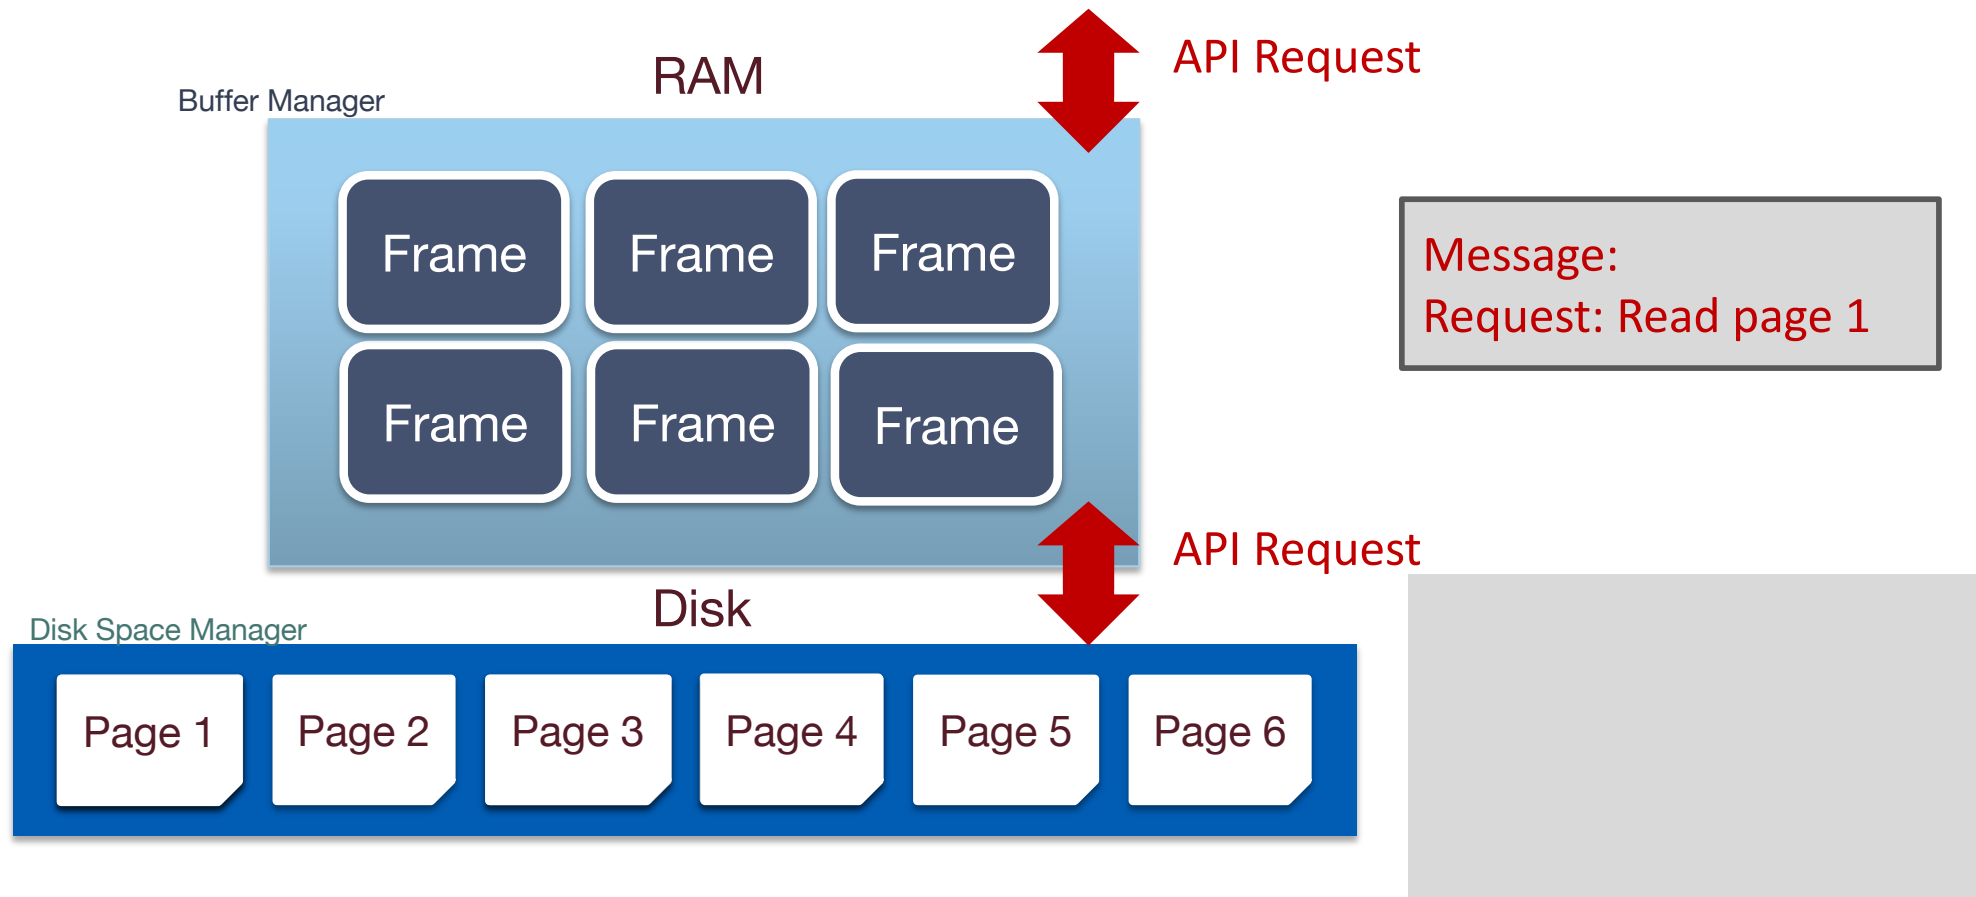 RAM
API Request
Buffer Manager
Frame Frame Frame
Message:
Request: Read page 1
Frame Frame Frame
API Request
Disk
Disk Space Manager
Page 1 Page 2 Page 3 Page 4 Page 5 Page 6